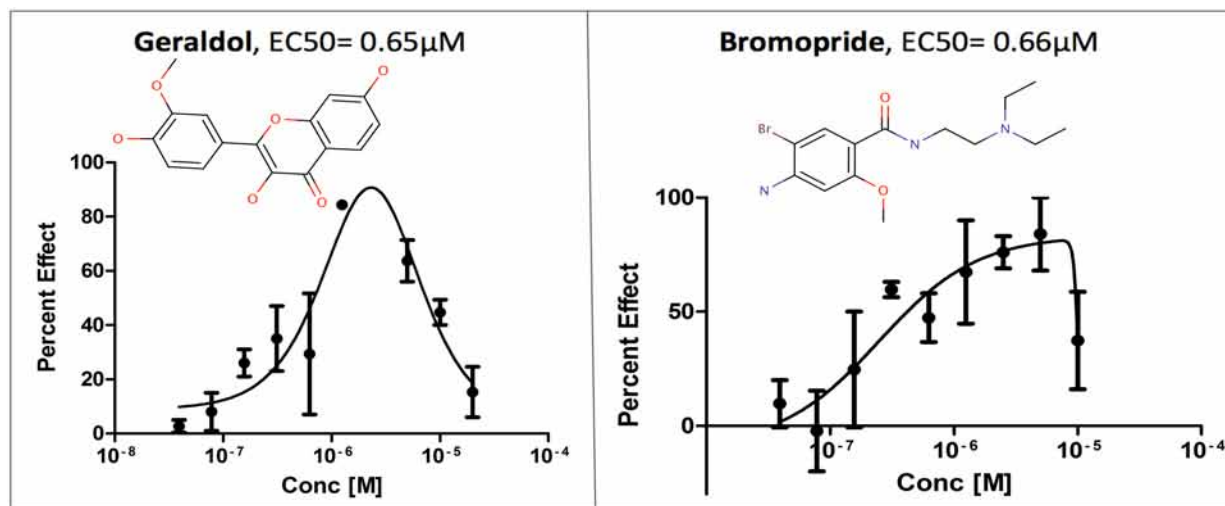 Geraldol, EC50= 0.65µM
O
O
O
O
O
O
100
80
60
40
20
0
Percent Effect
10-8
10-7
10-6
10-5
10-4
Conc [M]
Bromopride, EC50= 0.66µM
O
Br
N
N
N
O
100
50
0
Percent Effect
10-7
10-6
10-5
10-4
Conc [M]